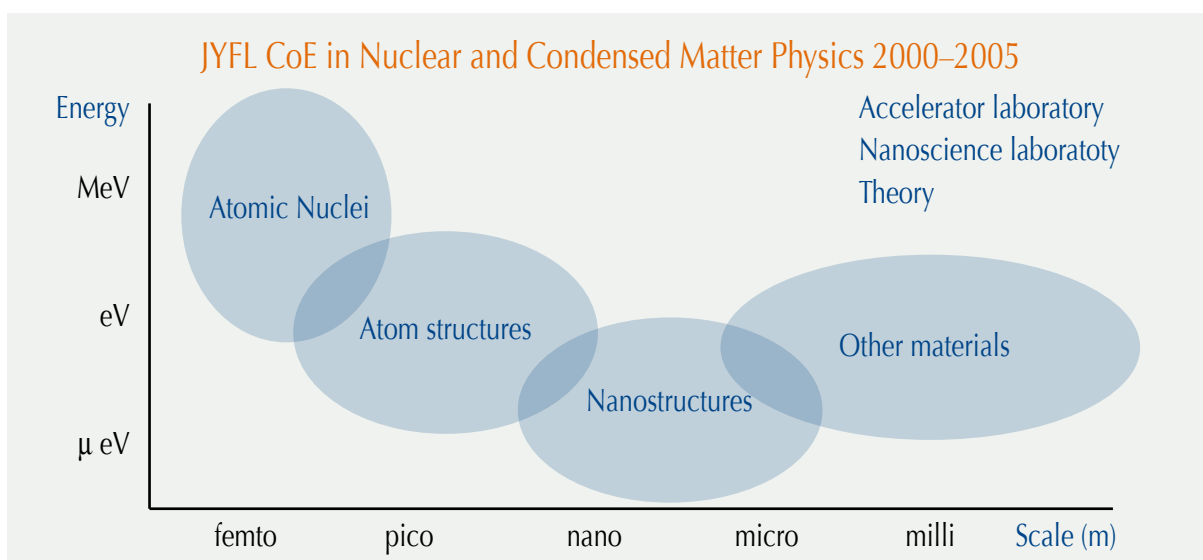 JYFL CoE in Nuclear and Condensed Matter Physics 2000–2005
Energy
Accelerator laboratory
Nanoscience laboratoty
Theory
MeV
Atomic Nuclei
eV
Atom structures
Other materials
Nanostructures
µ eV
femto pico nano micro milli Scale (m)